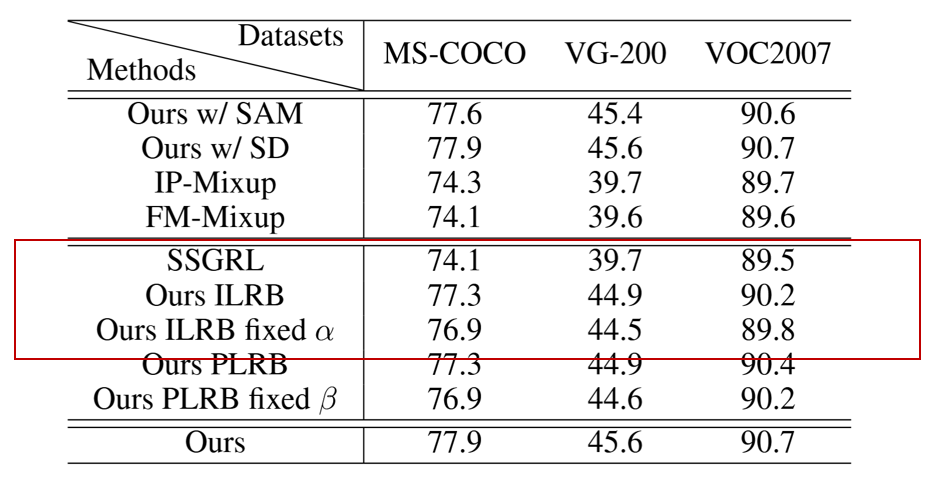 Datasets
Methods
MS-COCO VG-200 VOC2007
Ours w/ SAM 77.6 45.4 90.6
Ours w/ SD 77.9 45.6 90.7
IP-Mixup 74.3 39.7 89.7
FM-Mixup 74.1 39.6 89.6
SSGRL 74.1 39.7 89.5
Ours ILRB 77.3 44.9 90.2
Ours ILRB fixed α 76.9 44.5 89.8
Ours PLRB 77.3 44.9 90.4
Ours PLRB fixed β 76.9 44.6 90.2
Ours 77.9 45.6 90.7